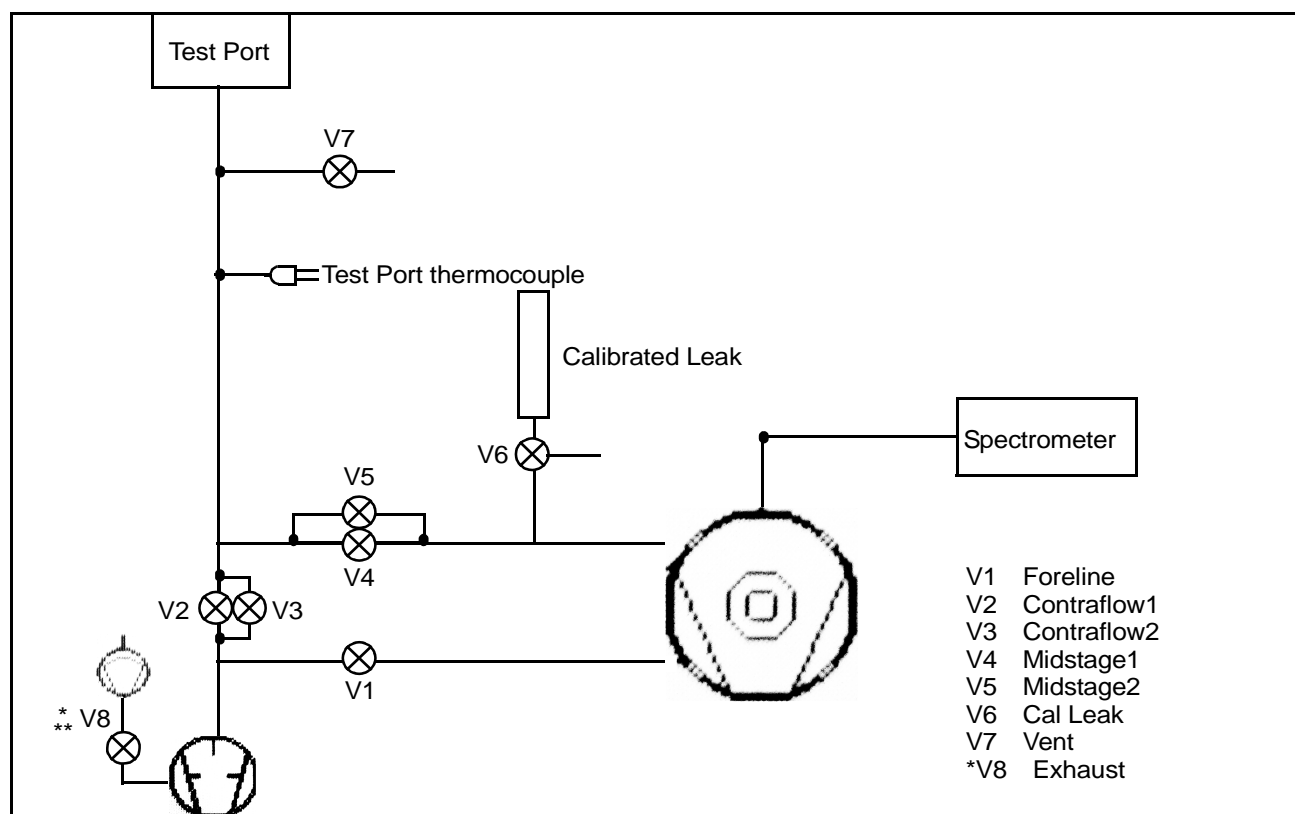 Test Port
V7
Test Port thermocouple
Calibrated Leak
Spectrometer
V6
V5
V4
V2
V3
V1
*
**
V8
V1 Foreline
V2 Contraflow1
V3 Contraflow2
V4 Midstage1
V5 Midstage2
V6 Cal Leak
V7 Vent
*V8 Exhaust